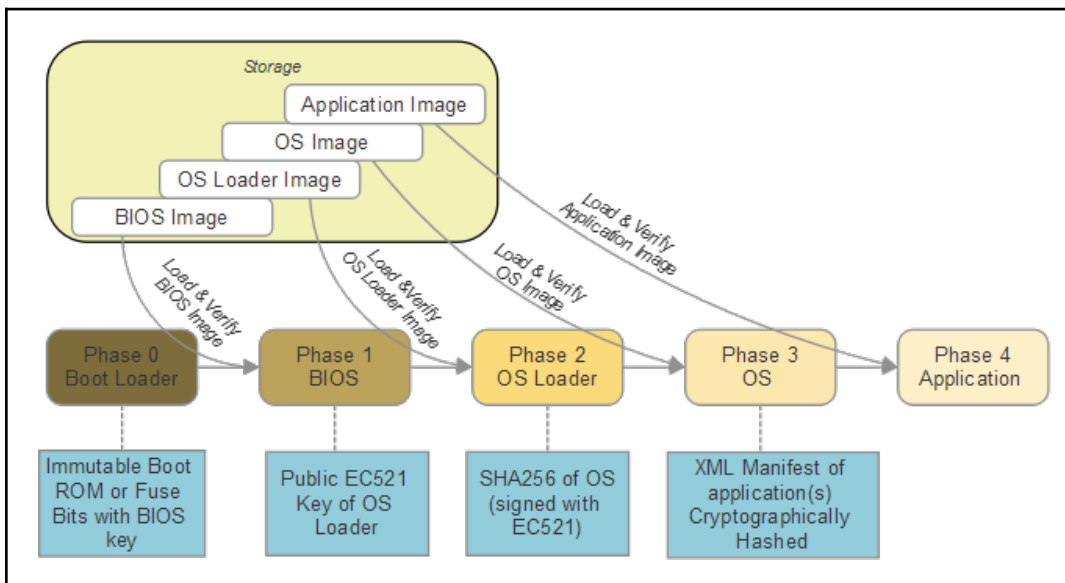 Storage
Application Image
OS Image
OS Loader Image
BIOS Image
Load & Verify
BIOS Image
Load &Verify
OS Loader Image
Load & Verify
OS Image
Load & Verify
Application Image
Phase 0
Boot Loader
Phase 1
BIOS
Phase 2
OS Loader
Phase 3
OS
Phase 4
Application
Immutable Boot
ROM or Fuse
Bits with BIOS
key
Public EC521
Key of OS
Loader
SHA256 of OS
(signed with
EC521)
XML Manifest of
application(s)
Cryptographically
Hashed